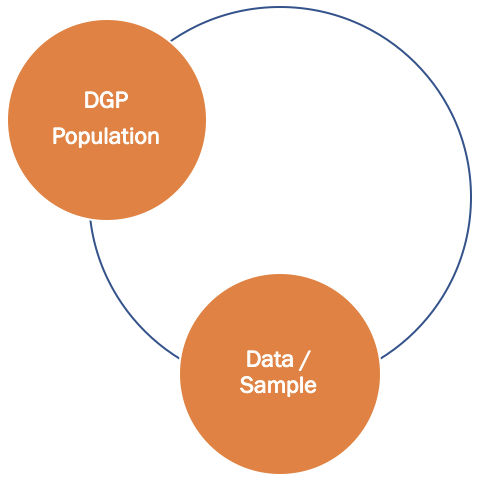 DGP
Population
Data /
Sample